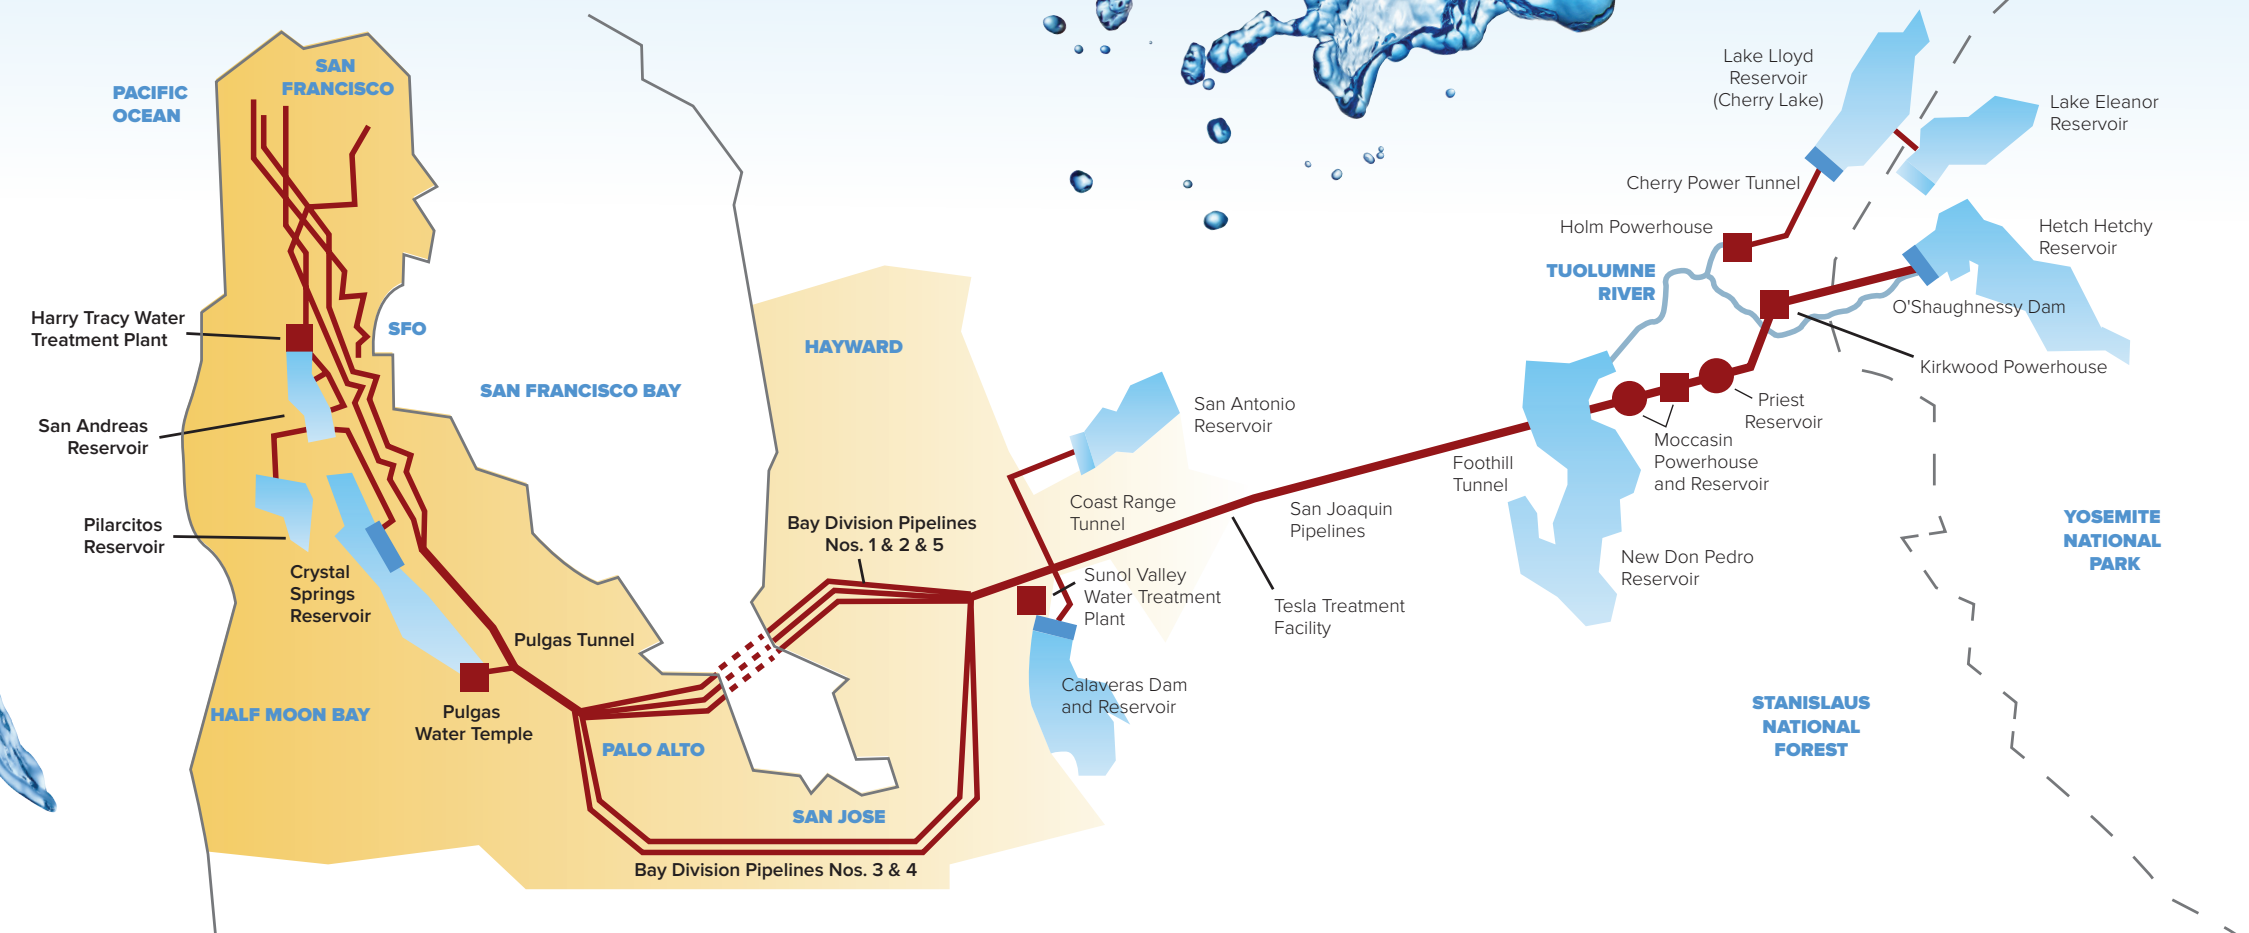 PACIFIC
OCEAN
SAN
FRANCISCO
Harry Tracy Water
Treatment Plant
SFO
San Andreas
Reservoir
Pilarcitos
Reservoir
Crystal
Springs
Reservoir
HALF MOON BAY
Pulgas
Water Temple
Pulgas Tunnel
PALO ALTO
SAN FRANCISCO BAY
HAYWARD
Bay Division Pipelines
Nos. 1 & 2 & 5
SAN JOSE
Bay Division Pipelines Nos. 3 & 4
San Antonio
Reservoir
Coast Range
Tunnel
Sunol Valley
Water Treatment
Plant
Calaveras Dam
and Reservoir
San Joaquin
Pipelines
Tesla Treatment
Facility
Foothill
Tunnel
New Don Pedro
Reservoir
Moccasin
Powerhouse
and Reservoir
Priest
Reservoir
TUOLUMNE
RIVER
Holm Powerhouse
Cherry Power Tunnel
Lake Lloyd
Reservoir
(Cherry Lake)
Lake Eleanor
Reservoir
Hetch Hetchy
Reservoir
O'Shaughnessy Dam
Kirkwood Powerhouse
YOSEMITE
NATIONAL
PARK
STANISLAUS
NATIONAL
FOREST